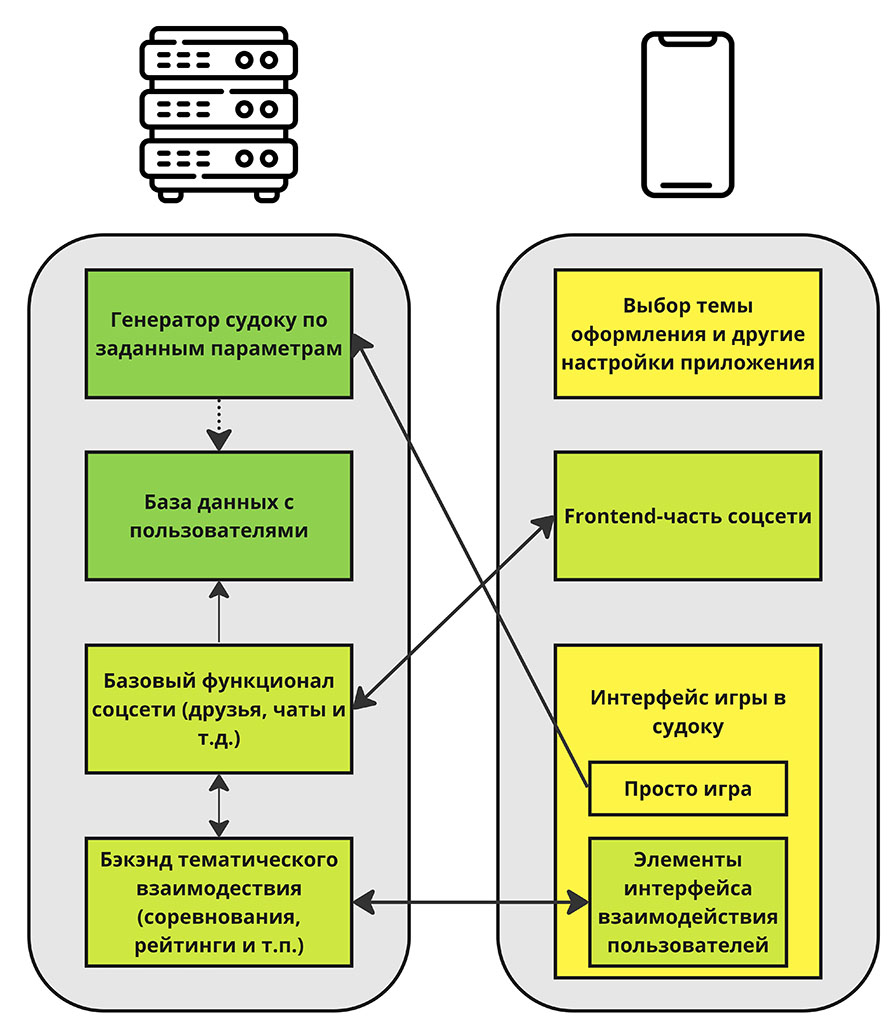 Генератор судоку по
заданным параметрам
База данных с
пользователями
Базовый функционал
соцсети (друзья, чаты и
т.д.)
Бэкэнд тематического
взаимодествия
(соревнования,
рейтинги и т.п.)
Выбор темы
оформления и другие
настройки приложения
Frontend-часть соцсети
Интерфейс игры в
судоку
Просто игра
Элементы
интерфейса
взаимодействия
пользователей